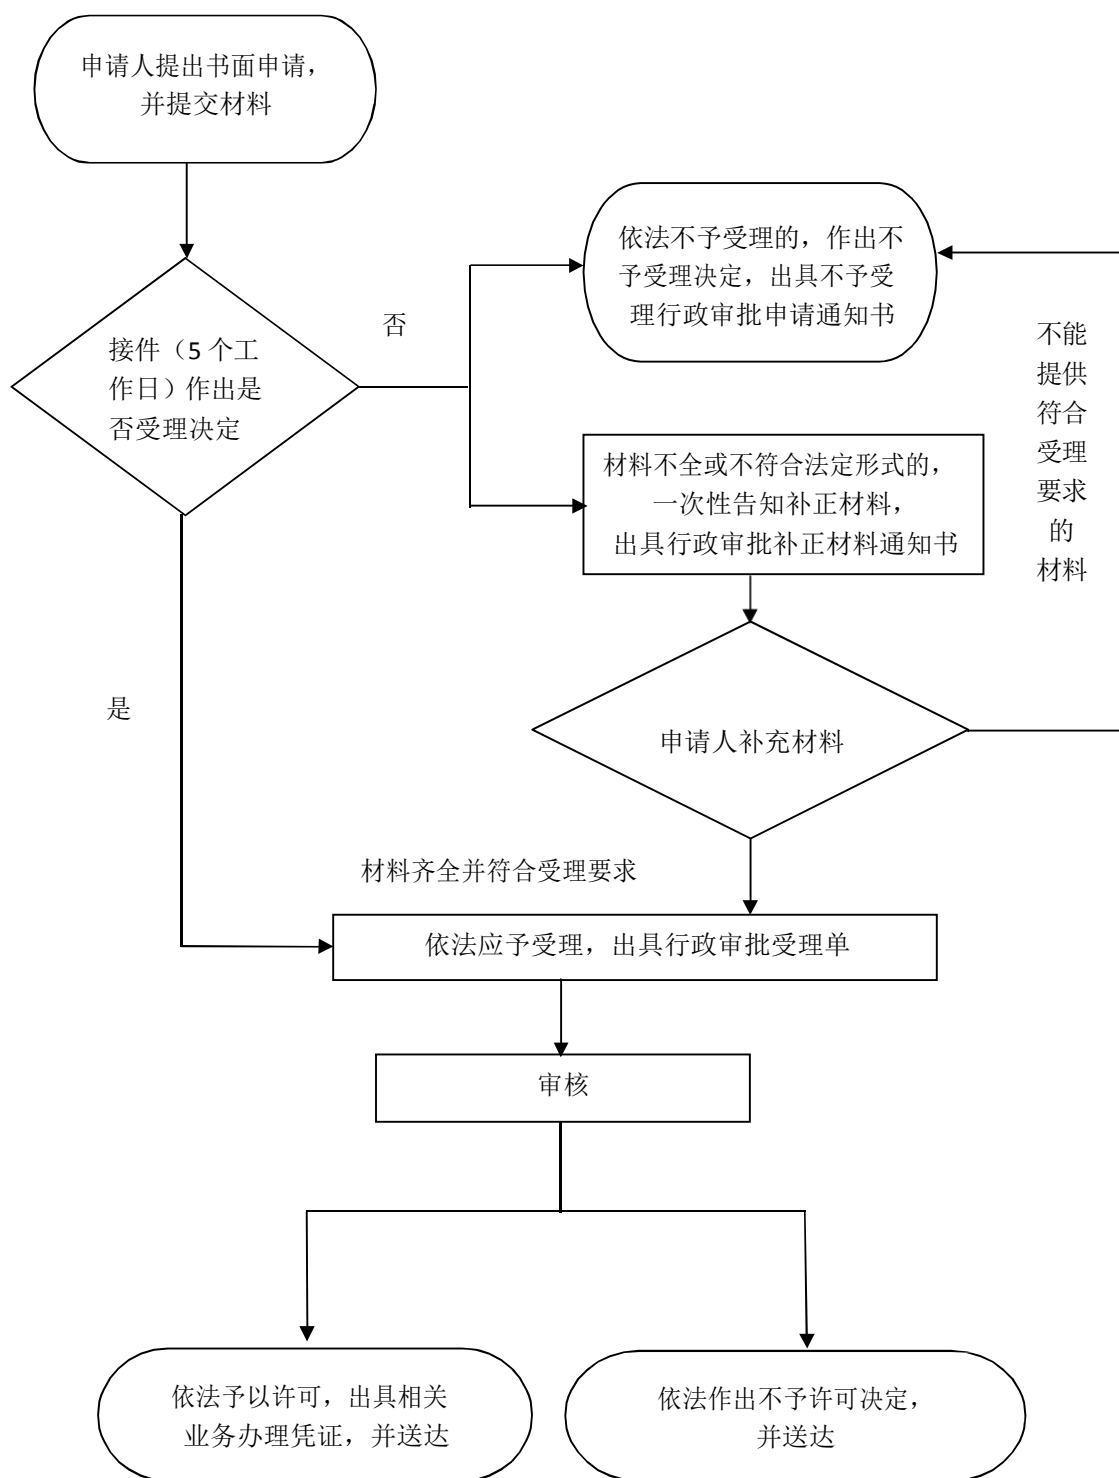 申请人提出书面申请，
并提交材料
依法不予受理的，作出不
予受理决定，出具不予受
理行政审批申请通知书
否
接件（5 个工
作日）作出是
否受理决定
不能
提供
符合
受理
要求
的
材料
材料不全或不符合法定形式的，
一次性告知补正材料，
出具行政审批补正材料通知书
是
申请人补充材料
材料齐全并符合受理要求
依法应予受理，出具行政审批受理单
审核
依法予以许可，出具相关
业务办理凭证，并送达
依法作出不予许可决定，
并送达